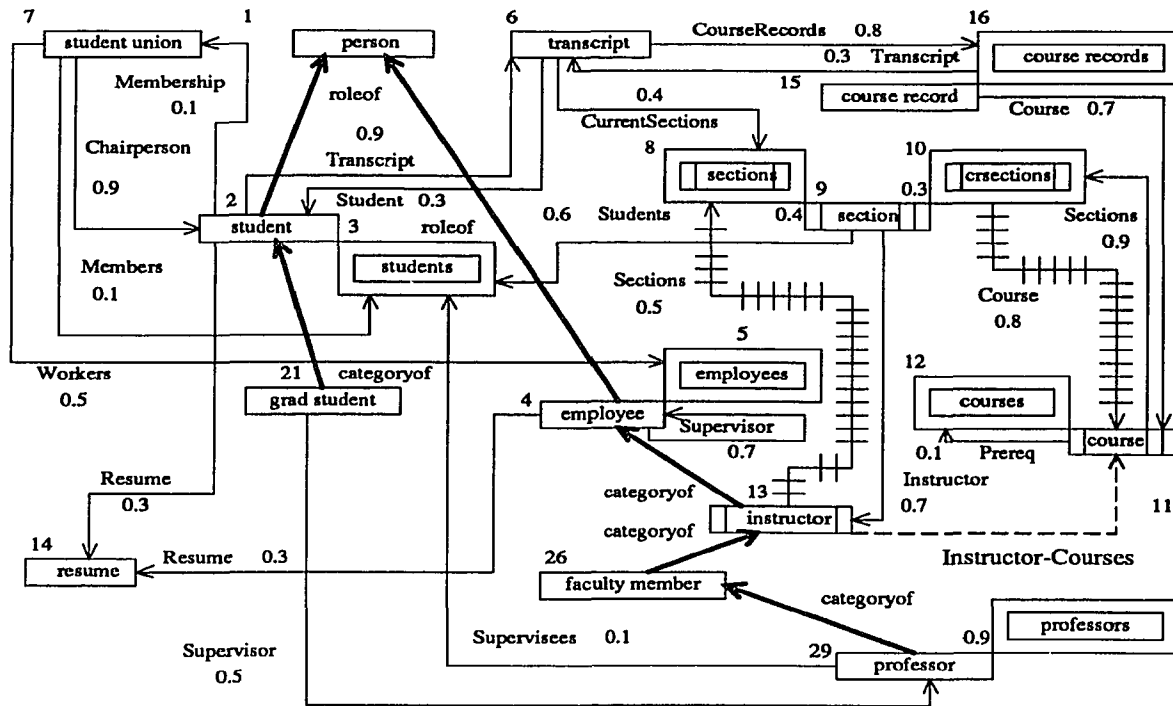 7
1
6
16
student union
person
transcript
CourseRecords 0.8
0.3 Transcript
course records
15
course record
Membership
0.1
roleof
0.9
0.4
CurrentSections
Course
0.7
Chairperson
0.9
Transcript
8
sections
10
crsections
2
Student 0.3
0.6
Students
9
0.4
section
0.3
Sections
0.9
student
3
roleof
students
Members
0.1
Sections
0.5
Course
0.8
5
employees
12
courses
Workers
0.5
21
categoryof
grad student
4
employee
Supervisor
0.7
0.1
Prereq
course
11
Resume
0.3
categoryof
13
Instructor
0.7
categoryof
instructor
Instructor-Courses
14
resume
Resume 0.3
26
faculty member
categoryof
professors
Supervisor
0.5
Supervisees 0.1
29
0.9
professor